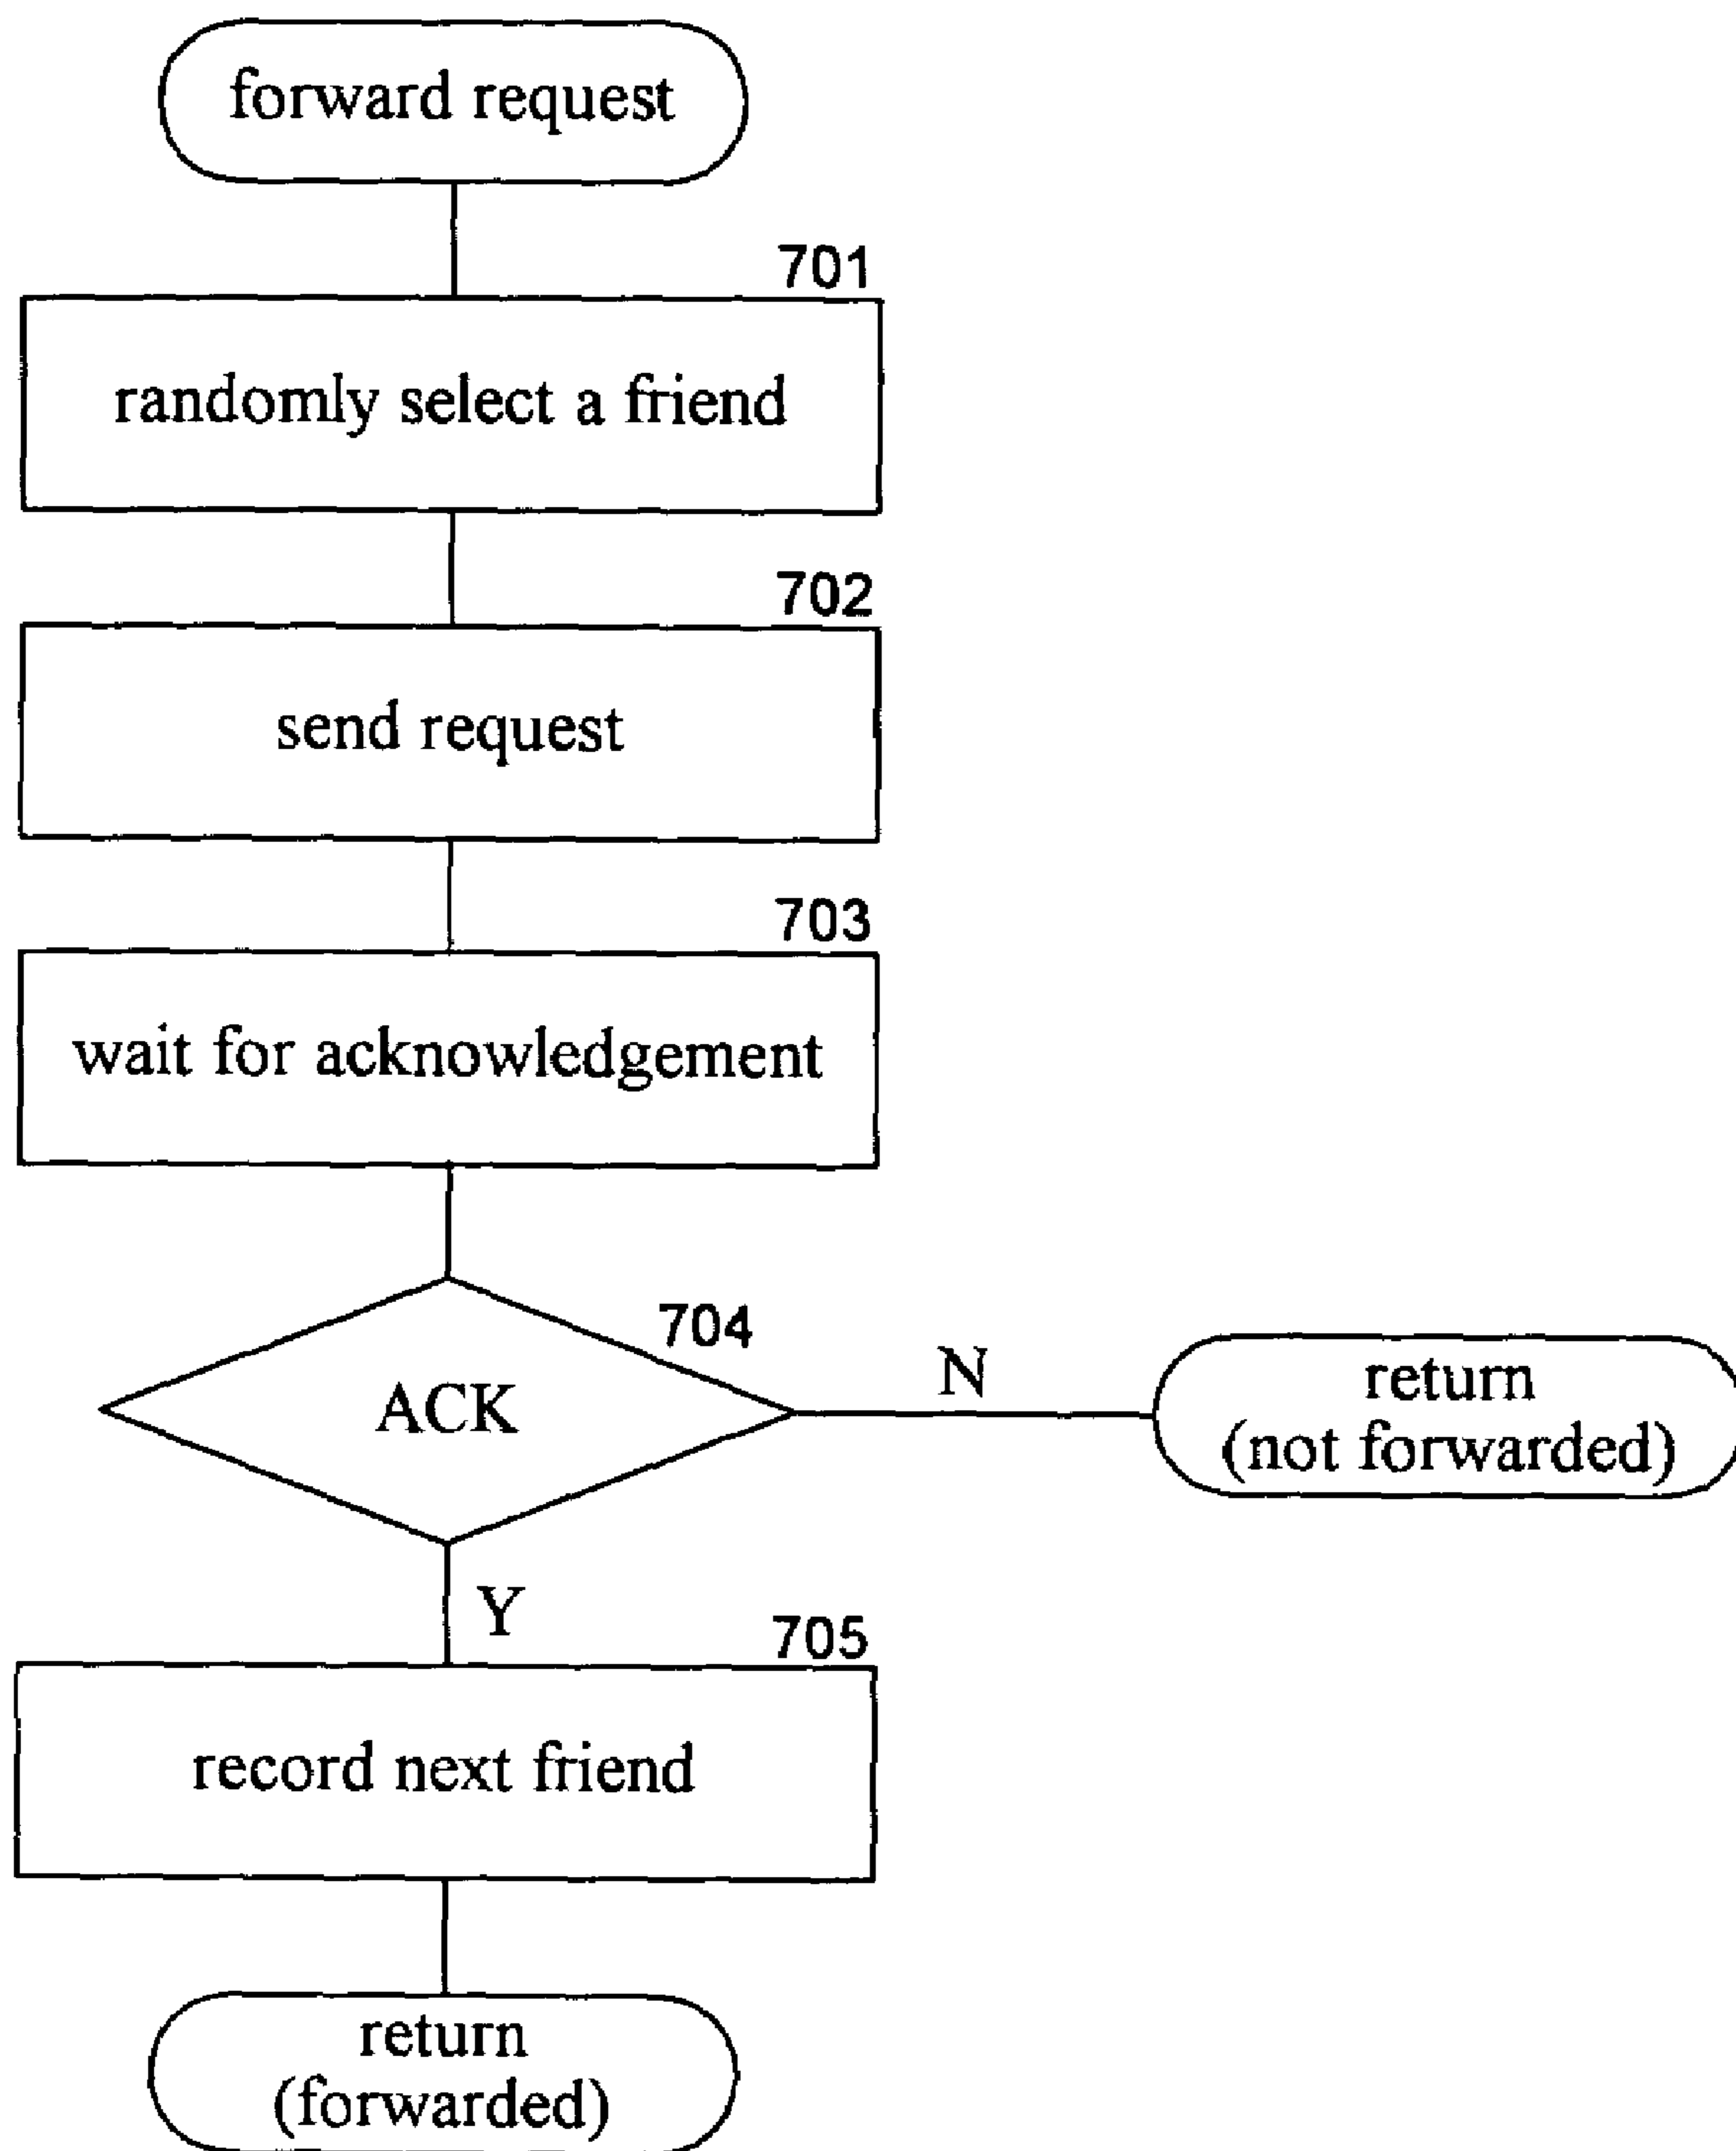 forward request
701
randomly select a friend
702
send request
703
wait for acknowledgement
704
ACK
N
return
(not forwarded)
Y
705
record next friend
return
(forwarded)